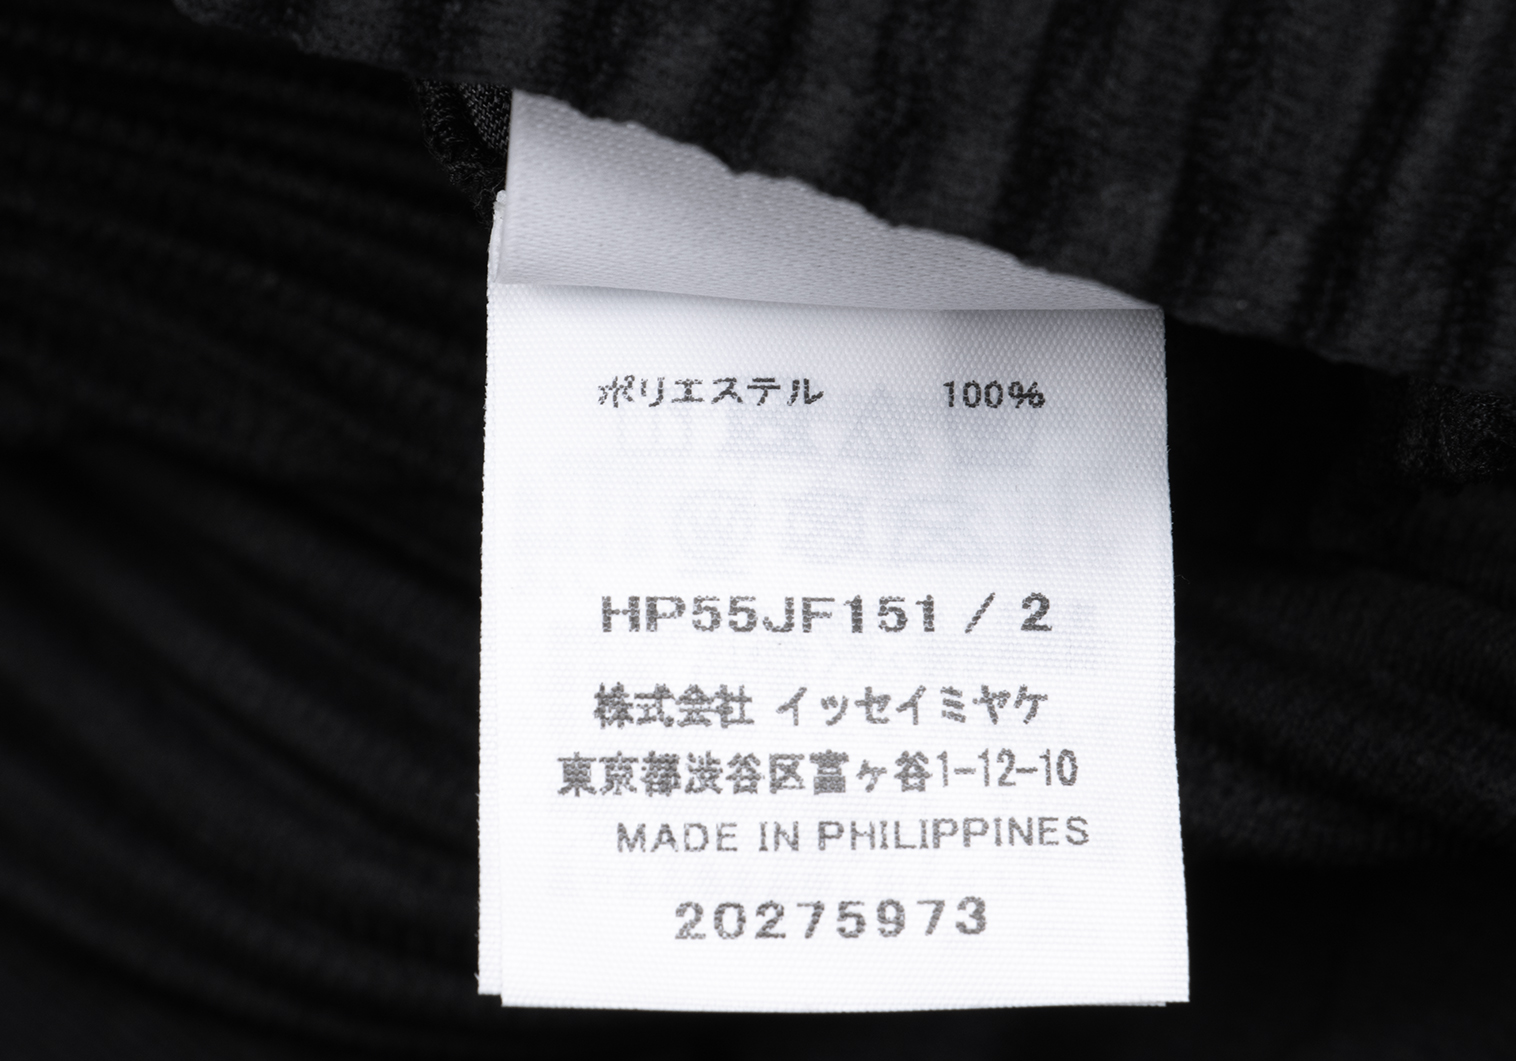 ポリエステル 100%
HP55JF151 / 2
株式会社 イッセイミヤケ
東京都渋谷区富ヶ谷1-12-10
MADE IN PHILIPPINES
20275973